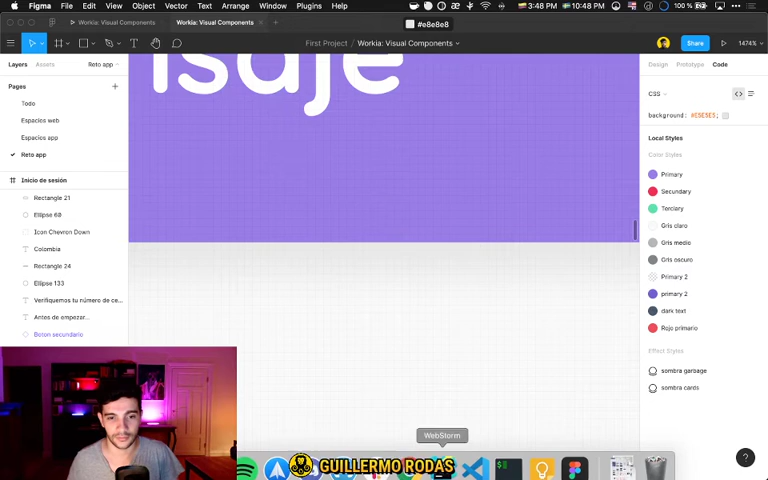 Figma File Edit View Object Vector Text Arrange Window Plugins Help
3:48 PM 10:48 PM 100 %
Workia: Visual Components Workia: Visual Components
#e8e8e8
First Project / Workia: Visual Components
Share 1474%
Layers Assets Reto app
Design Prototype Code
Pages
Todo
Espacios web
Espacios app
Reto app
Inicio de sesión
Rectangle 21
Ellipse 60
Icon Chevron Down
Colombia
Rectangle 24
Ellipse 133
Verifiquemos tu número de ce...
Antes de empezar...
Boton secundario
isaje
CSS
background: #E5E5E5;
Local Styles
Color Styles
Primary
Secundary
Terciary
Gris claro
Gris medio
Gris oscuro
Primary 2
primary 2
dark text
Rojo primario
Effect Styles
sombra garbage
sombra cards
WebStorm
GUILLERMO RODAS
?